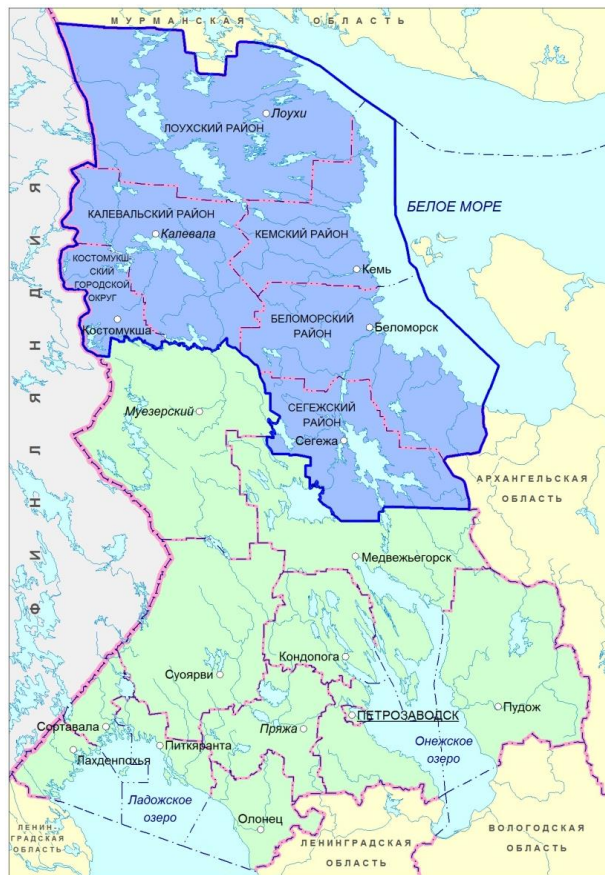 МУРМАНСКАЯ ОБЛАСТЬ
Лоухи
ЛОУХСКИЙ РАЙОН
БЕЛОЕ МОРЕ
КАЛЕВАЛЬСКИЙ РАЙОН
Калевала
КЕМСКИЙ РАЙОН
КОСТОМУКШ-
СКИЙ
ГОРОДСКОЙ
ОКРУГ
Кемь
Костомукша
БЕЛОМОРСКИЙ
РАЙОН
Беломорск
ФИНЛЯНДИЯ
Муезерский
СЕГЕЖСКИЙ
РАЙОН
Сегежа
АРХАНГЕЛЬСКАЯ
ОБЛАСТЬ
Медвежьегорск
Кондопога
Суоярви
Пудож
ПЕТРОЗАВОДСК
Сортавала
Пряжа
Питкяранта
Онежское
озеро
Лахденпохья
Ладожское
озеро
Олонец
ЛЕНИН-
ГРАДСКАЯ
ОБЛАСТЬ
ЛЕНИНГРАДСКАЯ
ОБЛАСТЬ
ВОЛОГОДСКАЯ
ОБЛАСТЬ